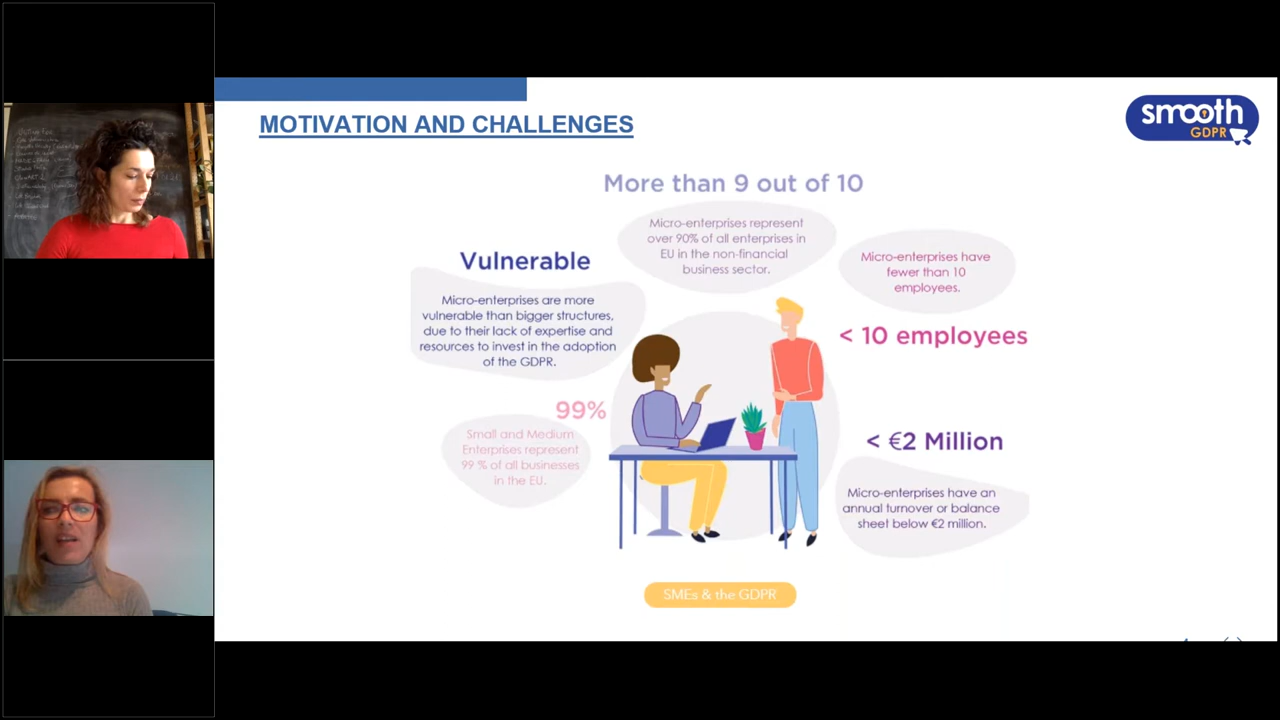 MOTIVATION AND CHALLENGES
smooth
GDPR
More than 9 out of 10
Micro-enterprises represent
over 90% of all enterprises in
EU in the non-financial
business sector.
Vulnerable
Micro-enterprises are more
vulnerable than bigger structures,
due to their lack of expertise and
resources to invest in the adoption
of the GDPR.
Micro-enterprises have
fewer than 10
employees.
< 10 employees
99%
Small and Medium
Enterprises represent
99 % of all businesses
in the EU.
< €2 Million
Micro-enterprises have an
annual turnover or balance
sheet below €2 million.
SMEs & the GDPR